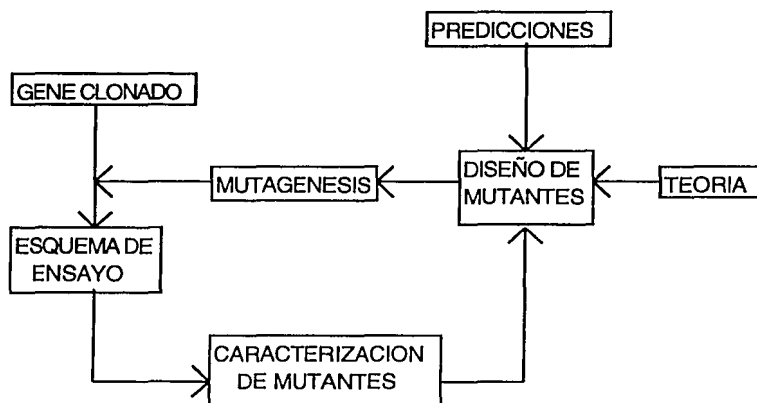 PREDICCIONES
GENE CLONADO
MUTAGENESIS
DISEÑO DE
MUTANTES
TEORIA
ESQUEMA DE
ENSAYO
CARACTERIZACION
DE MUTANTES